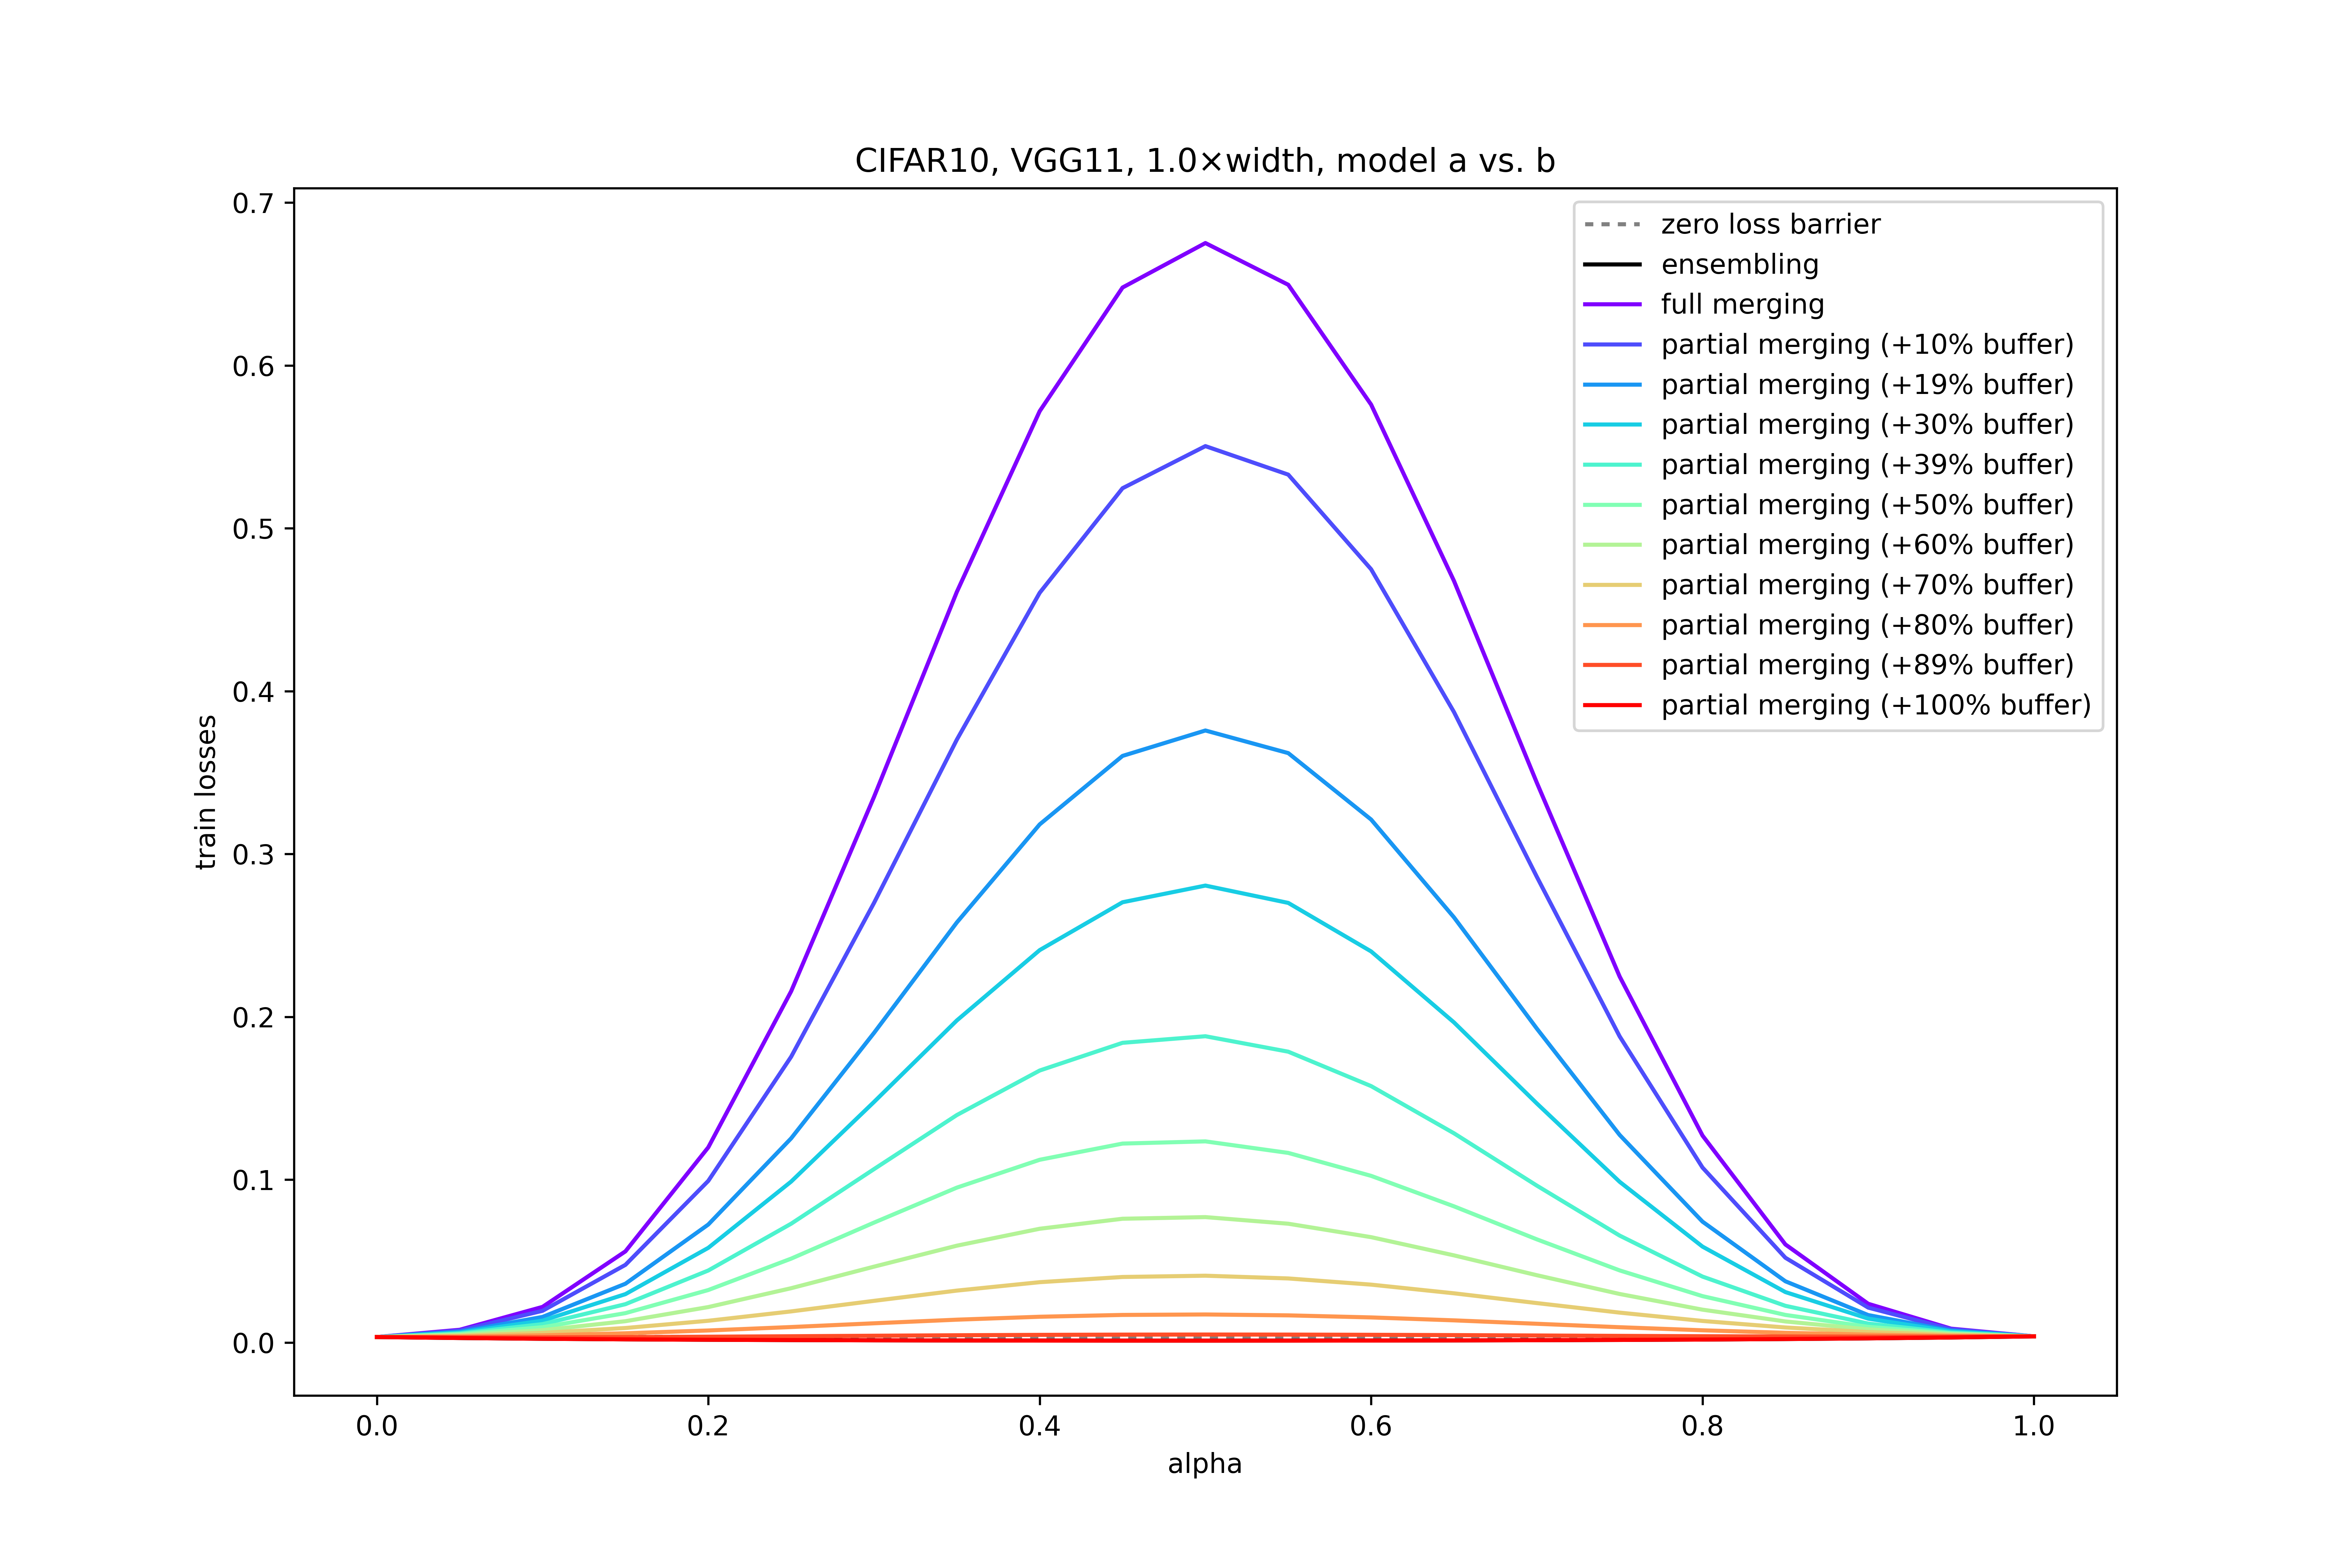 CIFAR10, VGG11, 1.0×width, model a vs. b
0.7
0.6
0.5
0.4
0.3
0.2
0.1
0.0
train losses
0.0
0.2
0.4
0.6
0.8
1.0
alpha
zero loss barrier
ensembling
full merging
partial merging (+10% buffer)
partial merging (+19% buffer)
partial merging (+30% buffer)
partial merging (+39% buffer)
partial merging (+50% buffer)
partial merging (+60% buffer)
partial merging (+70% buffer)
partial merging (+80% buffer)
partial merging (+89% buffer)
partial merging (+100% buffer)